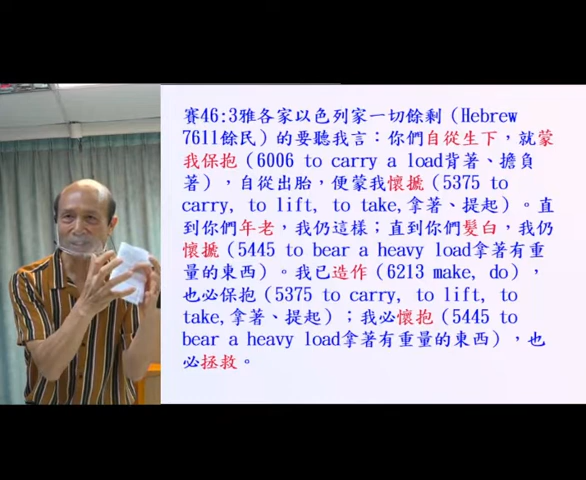 賽46:3雅各家以色列家一切餘剩（Hebrew
7611餘民）的要聽我言：你們自從生下，就蒙
我保抱（6006 to carry a load背著、擔負
著），自從出胎，便蒙我懷搋（5375 to
carry, to lift, to take,拿著、提起）。直
到你們年老，我仍這樣；直到你們髮白，我仍
懷搋（5445 to bear a heavy load拿著有重
量的東西）。我已造作（6213 make, do），
也必保抱（5375 to carry, to lift, to
take,拿著、提起）；我必懷抱（5445 to
bear a heavy load拿著有重量的東西），也
必拯救。